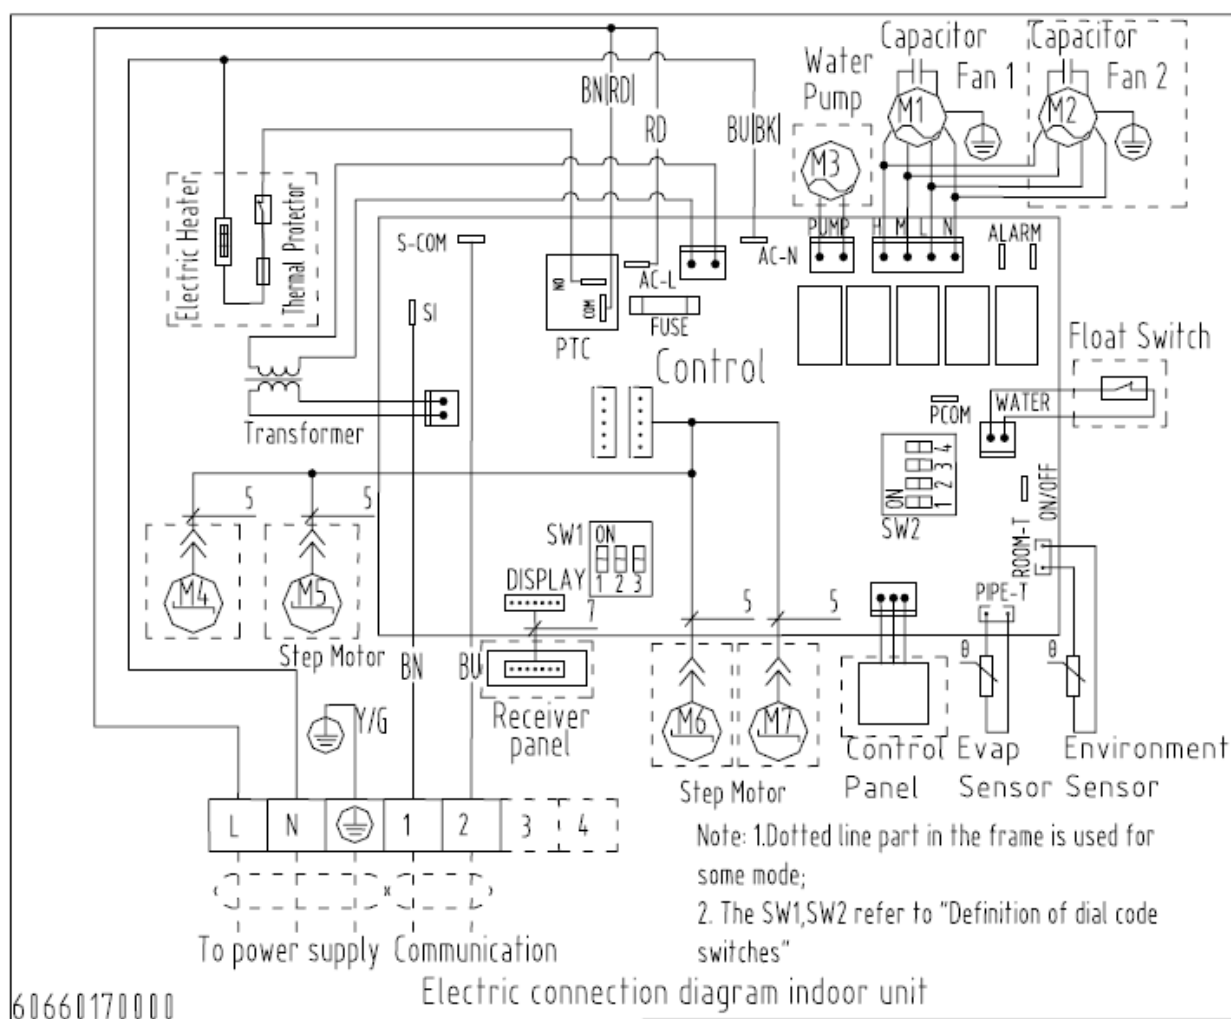 Capacitor
Fan 1
Capacitor
Fan 2
Water
Pump
M1
M2
M3
BN|RD|
RD
BU|BK|
Electric Heater
Thermal Protector
S-COM
SI
NO
COM
PTC
AC-L
FUSE
AC-N
PUMP
H M L N
ALARM
Control
Transformer
Float Switch
PCOM
WATER
ON
1 2 3 4
SW2
ON/OFF
ROOM-T
PIPE-T
5
5
M4
M5
Step Motor
SW1
ON
1 2 3
DISPLAY
7
5
5
BN
BU
Y/G
Receiver
panel
M6
M7
Step Motor
Control
Panel
θ
θ
Evap
Sensor
Environment
Sensor
L N 1 2 3 4
To power supply Communication
Note: 1.Dotted line part in the frame is used for
some mode;
2. The SW1,SW2 refer to "Definition of dial code
switches"
Electric connection diagram indoor unit
60660170000